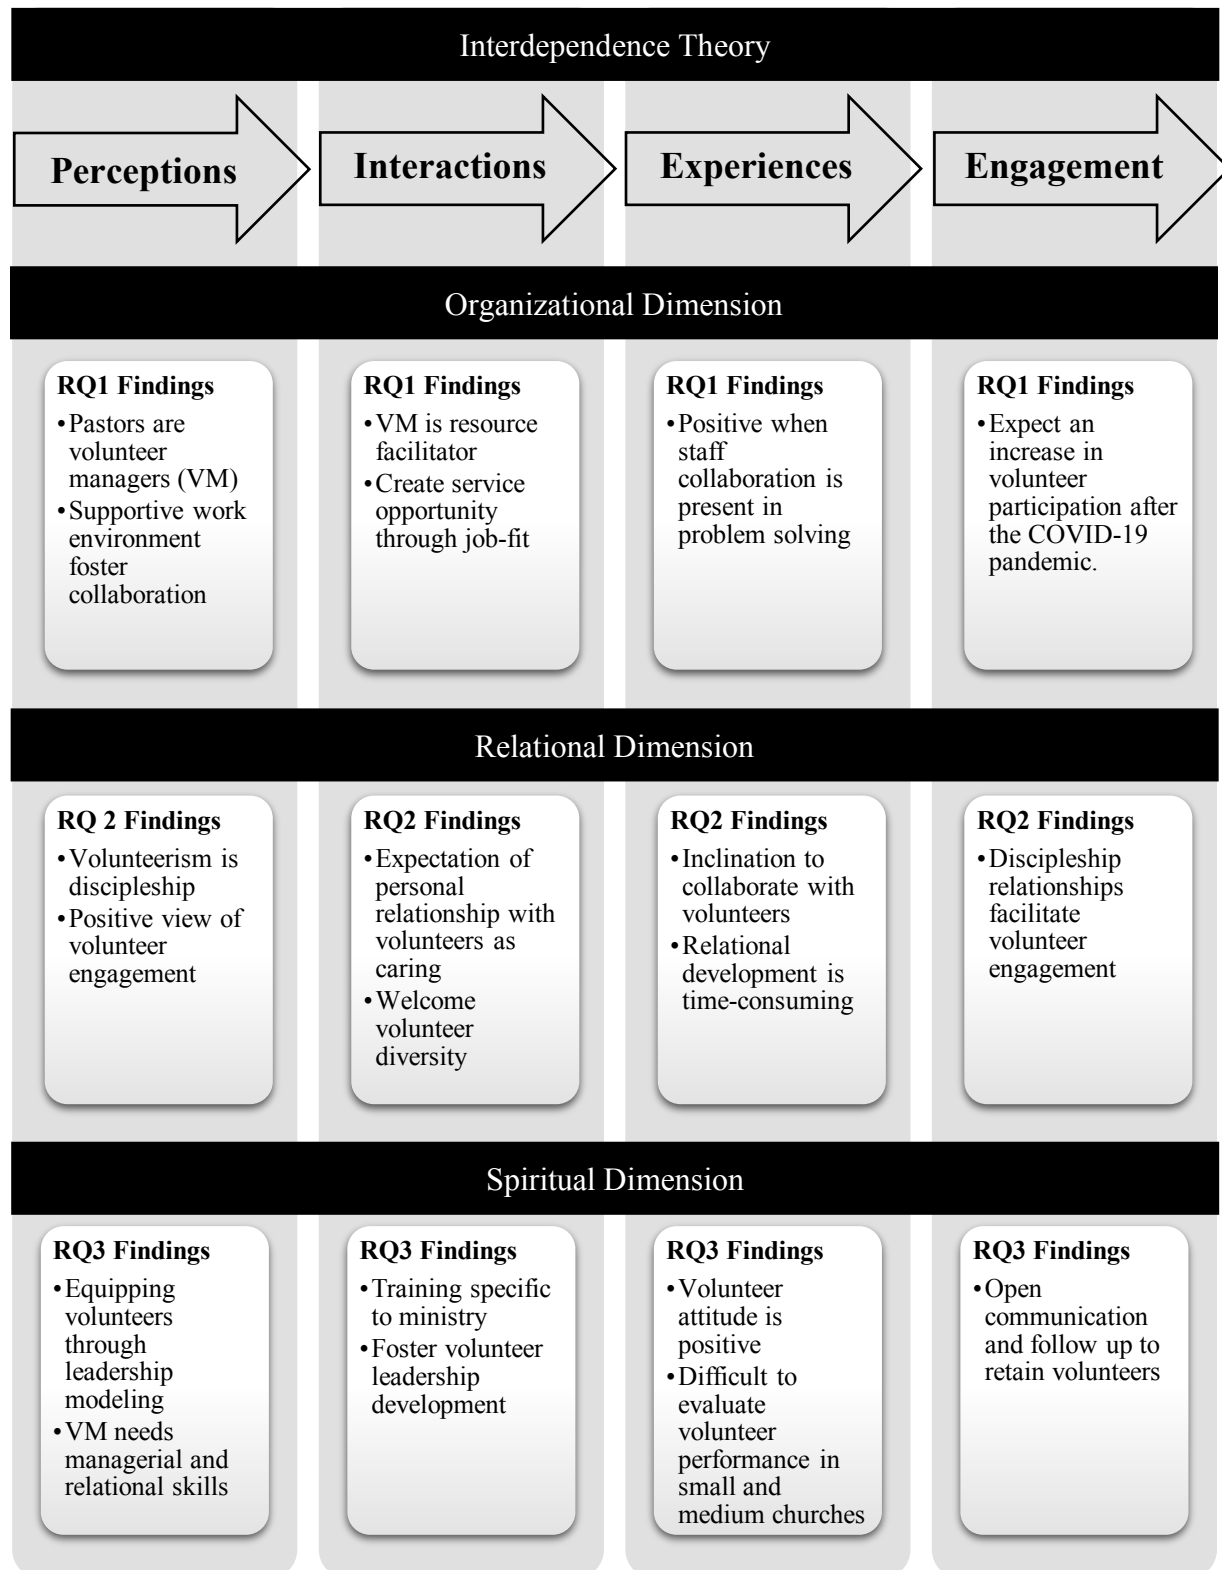 Interdependence Theory
Perceptions
Interactions
Experiences
Engagement
Organizational Dimension
RQ1 Findings
•Pastors are
volunteer
managers (VM)
•Supportive work
environment
foster
collaboration
RQ1 Findings
•VM is resource
facilitator
•Create service
opportunity
through job-fit
RQ1 Findings
•Positive when
staff
collaboration is
present in
problem solving
RQ1 Findings
•Expect an
increase in
volunteer
participation after
the COVID-19
pandemic.
Relational Dimension
RQ 2 Findings
•Volunteerism is
discipleship
•Positive view of
volunteer
engagement
RQ2 Findings
•Expectation of
personal
relationship with
volunteers as
caring
•Welcome
volunteer
diversity
RQ2 Findings
•Inclination to
collaborate with
volunteers
•Relational
development is
time-consuming
RQ2 Findings
•Discipleship
relationships
facilitate
volunteer
engagement
Spiritual Dimension
RQ3 Findings
•Equipping
volunteers
through
leadership
modeling
•VM needs
managerial and
relational skills
RQ3 Findings
•Training specific
to ministry
•Foster volunteer
leadership
development
RQ3 Findings
•Volunteer
attitude is
positive
•Difficult to
evaluate
volunteer
performance in
small and
medium churches
RQ3 Findings
•Open
communication
and follow up to
retain volunteers